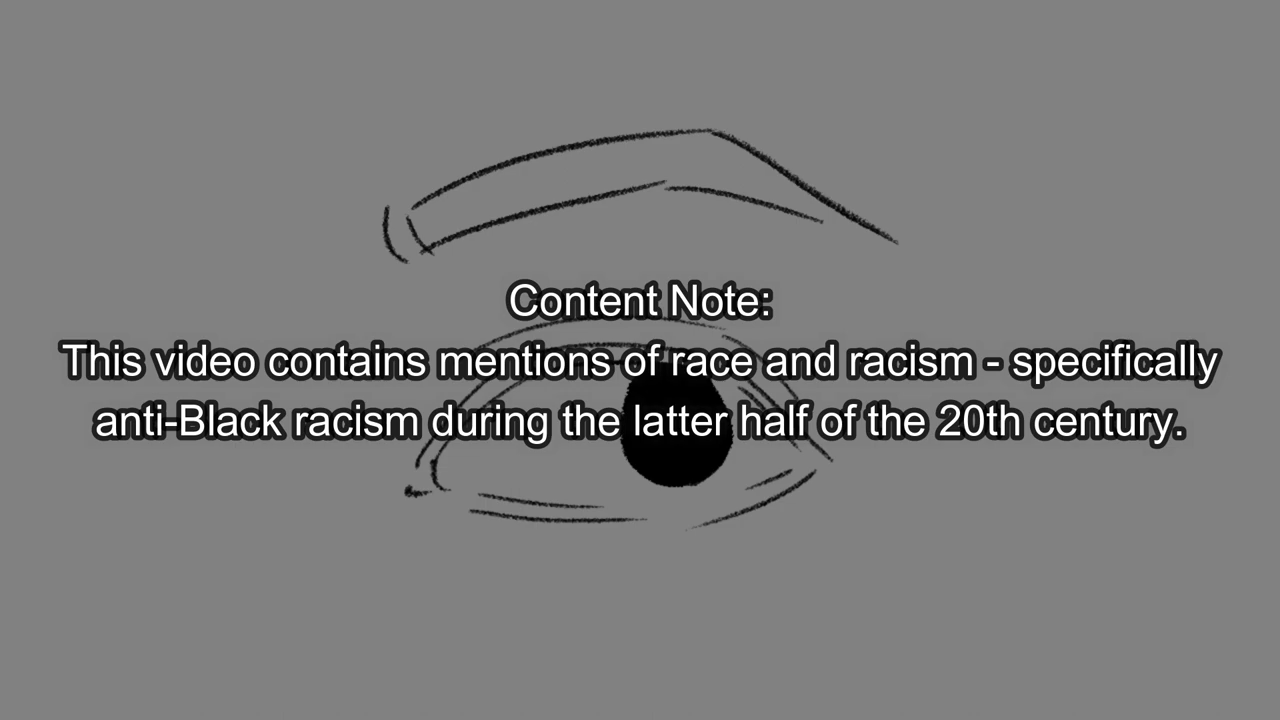 Content Note:
This video contains mentions of race and racism - specifically
anti-Black racism during the latter half of the 20th century.